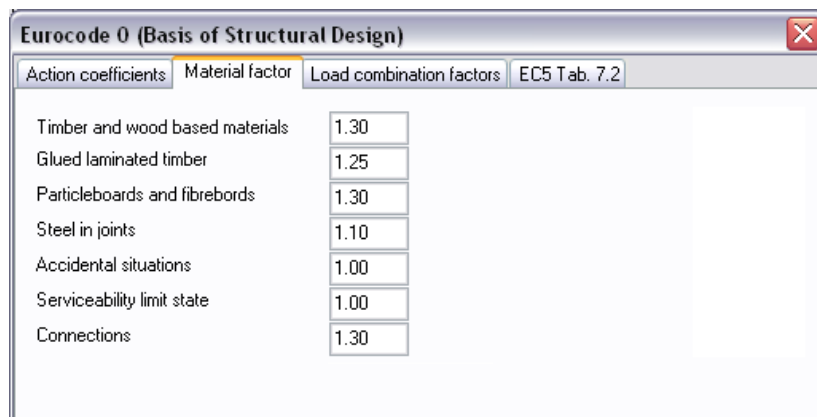 Eurocode 0 (Basis of Structural Design)
Action coefficients Material factor Load combination factors EC5 Tab. 7.2
Timber and wood based materials 1.30
Glued laminated timber 1.25
Particleboards and fibrebords 1.30
Steel in joints 1.10
Accidental situations 1.00
Serviceability limit state 1.00
Connections 1.30